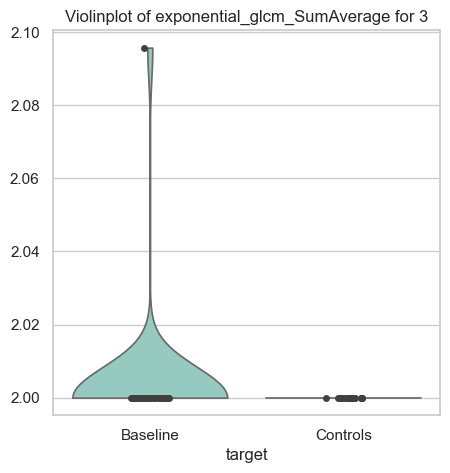 Violinplot of exponential_glcm_SumAverage for 3
2.10
2.08
2.06
2.04
2.02
2.00
Baseline Controls
target